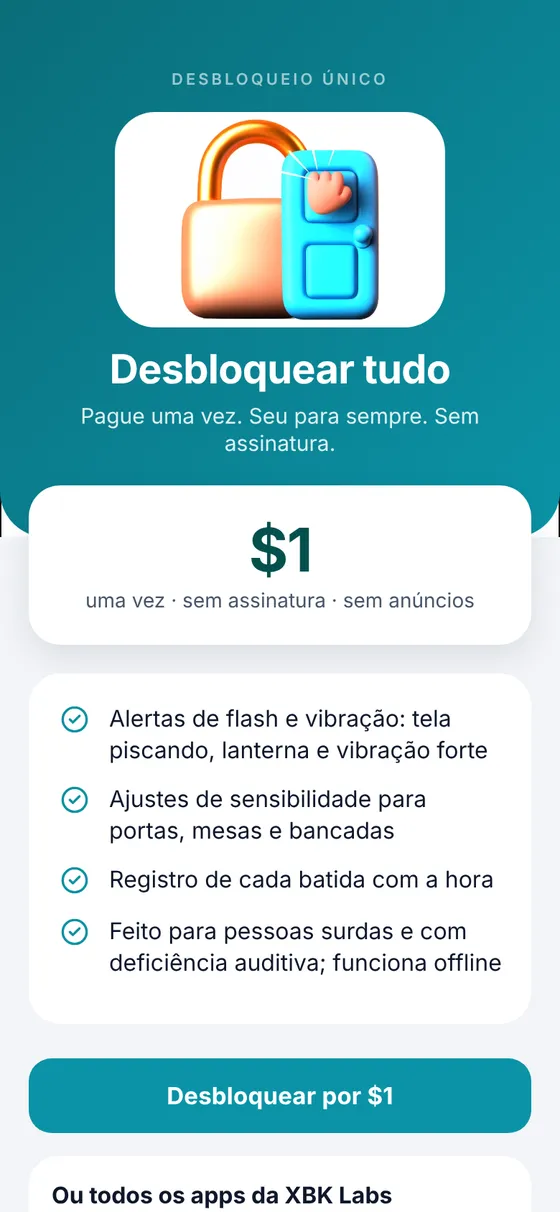 DESBLOQUEIO ÚNICO
Desbloquear tudo
Pague uma vez. Seu para sempre. Sem
assinatura.
$1
uma vez · sem assinatura · sem anúncios
Alertas de flash e vibração: tela
piscando, lanterna e vibração forte
Ajustes de sensibilidade para
portas, mesas e bancadas
Registro de cada batida com a hora
Feito para pessoas surdas e com
deficiência auditiva; funciona offline
Desbloquear por $1
Ou todos os apps da XBK Labs